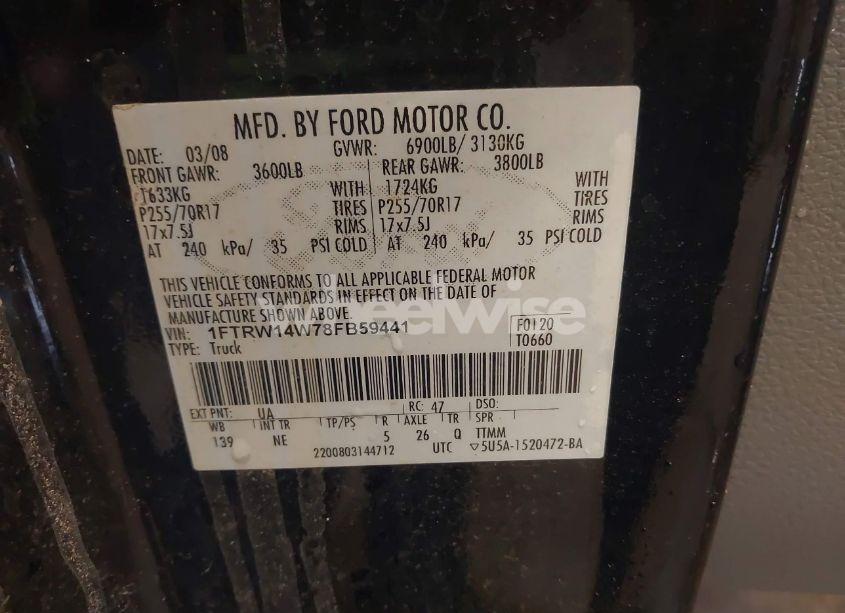 MFD. BY FORD MOTOR CO.
DATE: 03/08 GVWR: 6900LB/ 3130KG
FRONT GAWR: 3600LB REAR GAWR: 3800LB
1633KG WITH 1724KG WITH
P255/70R17 TIRES P255/70R17 TIRES
17x7.5J RIMS 17x7.5J RIMS
AT 240 kPa/ 35 PSI COLD AT 240 kPa/ 35 PSI COLD
THIS VEHICLE CONFORMS TO ALL APPLICABLE FEDERAL MOTOR
VEHICLE SAFETY STANDARDS IN EFFECT ON THE DATE OF
MANUFACTURE SHOWN ABOVE.
VIN: 1FTRW14W78FB59441 F0120
TYPE: Truck T0660
EXT PNT: UA RC: 47 DSO:
WB INT TR TP/PS R AXLE TR SPR
139 NE 5 26 Q TTMM
2200803144712 UTC ▽5U5A-1520472-BA